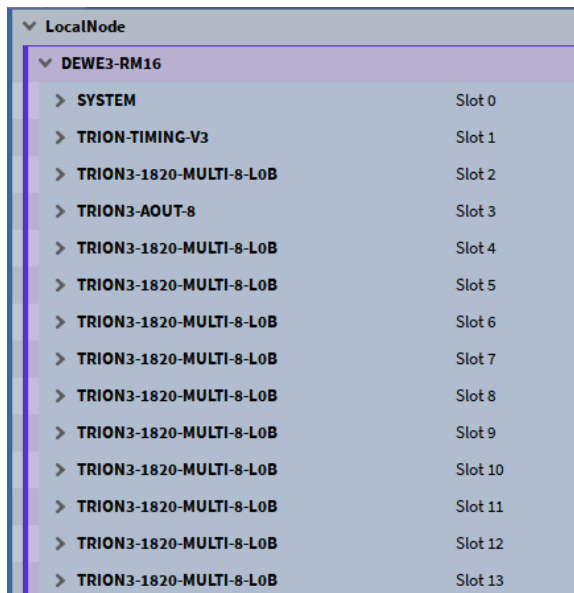 LocalNode
DEWE3-RM16
SYSTEM Slot 0
TRION-TIMING-V3 Slot 1
TRION3-1820-MULTI-8-L0B Slot 2
TRION3-AOUT-8 Slot 3
TRION3-1820-MULTI-8-L0B Slot 4
TRION3-1820-MULTI-8-L0B Slot 5
TRION3-1820-MULTI-8-L0B Slot 6
TRION3-1820-MULTI-8-L0B Slot 7
TRION3-1820-MULTI-8-L0B Slot 8
TRION3-1820-MULTI-8-L0B Slot 9
TRION3-1820-MULTI-8-L0B Slot 10
TRION3-1820-MULTI-8-L0B Slot 11
TRION3-1820-MULTI-8-L0B Slot 12
TRION3-1820-MULTI-8-L0B Slot 13